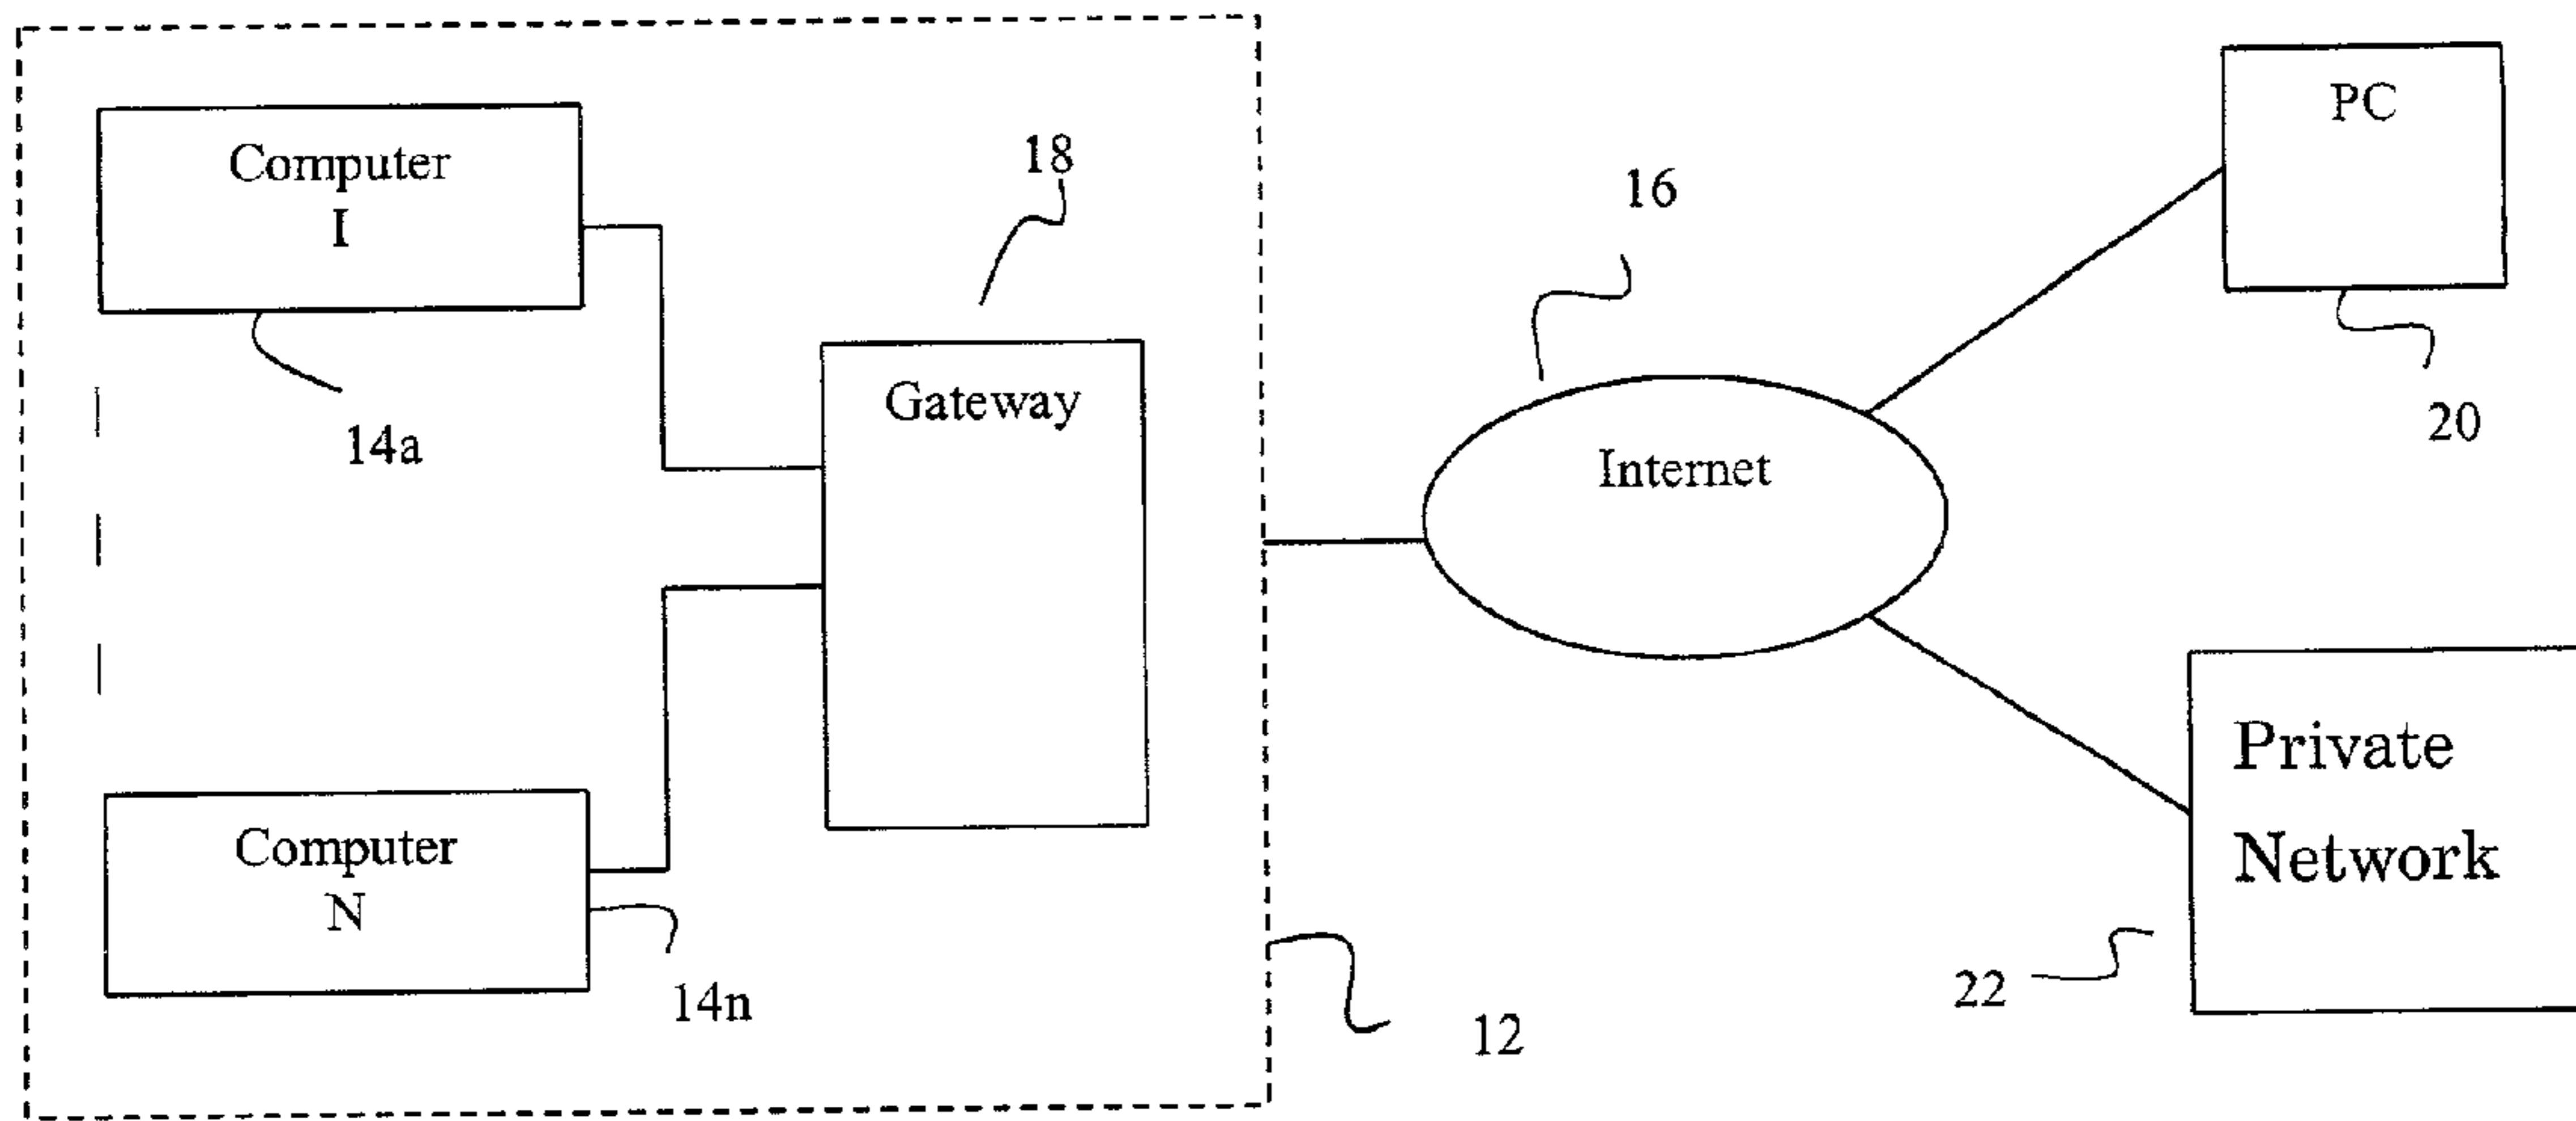 Computer
I
14a
Computer
N
14n
18
Gateway
12
16
Internet
PC
20
Private
Network
22